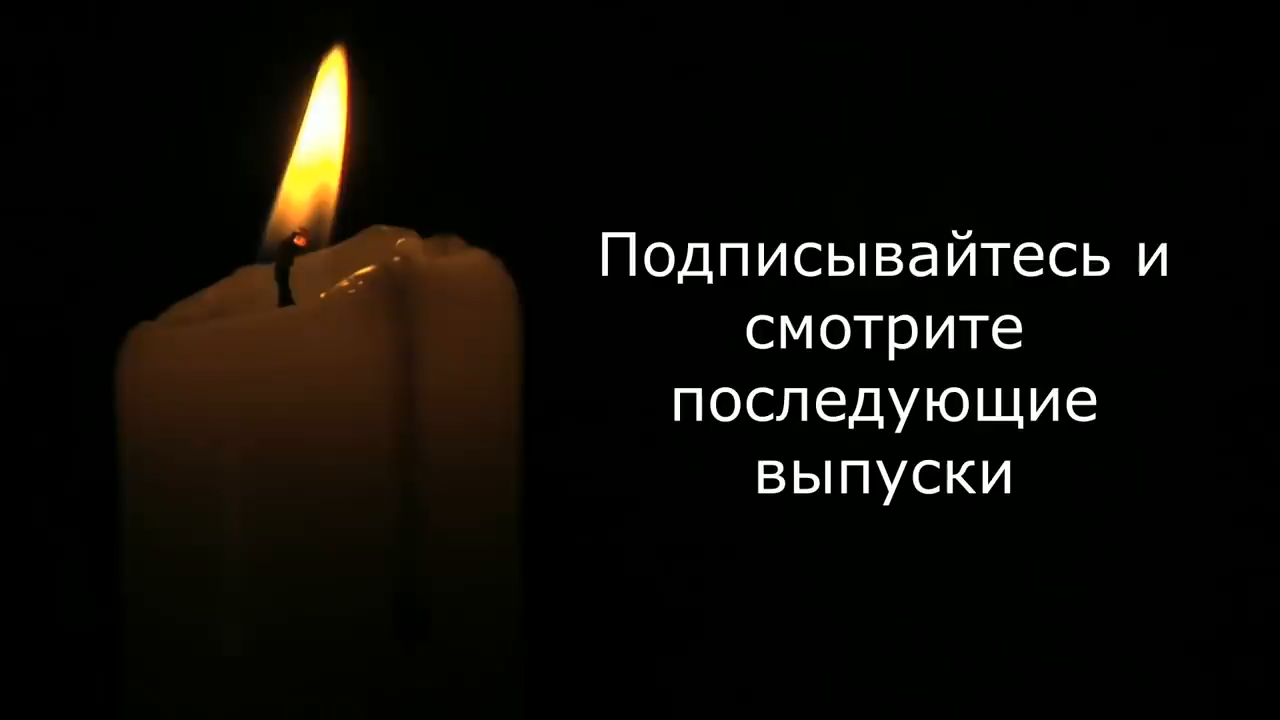 Подписывайтесь и
смотрите
последующие
выпуски